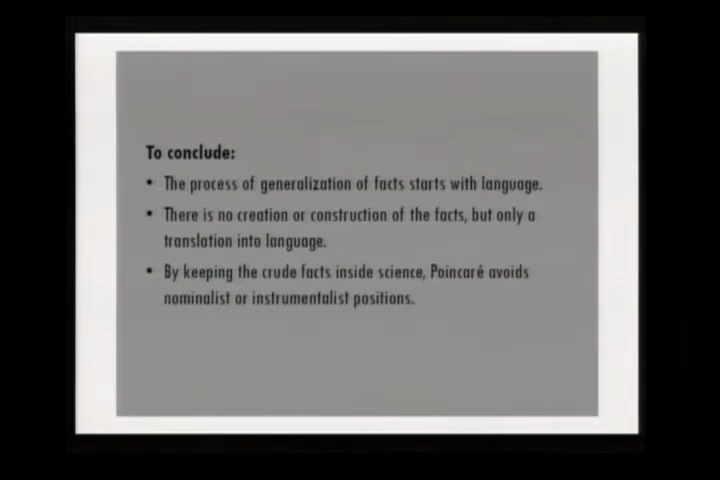 To conclude:
• The process of generalization of facts starts with language.
• There is no creation or construction of the facts, but only a
translation into language.
• By keeping the crude facts inside science, Poincaré avoids
nominalist or instrumentalist positions.